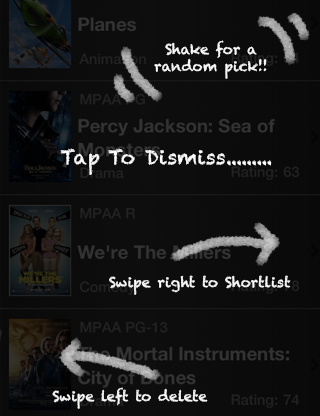 Planes
Shake for a
random pick!!
Animation
Rating:
MPAA PG
Percy Jackson: Sea of
Monsters
Tap To Dismiss.........
Drama
Rating: 63
MPAA R
We're The Millers
Swipe right to Shortlist
MPAA PG-13
The Mortal Instruments:
City of Bones
Swipe left to delete
Rating: 74